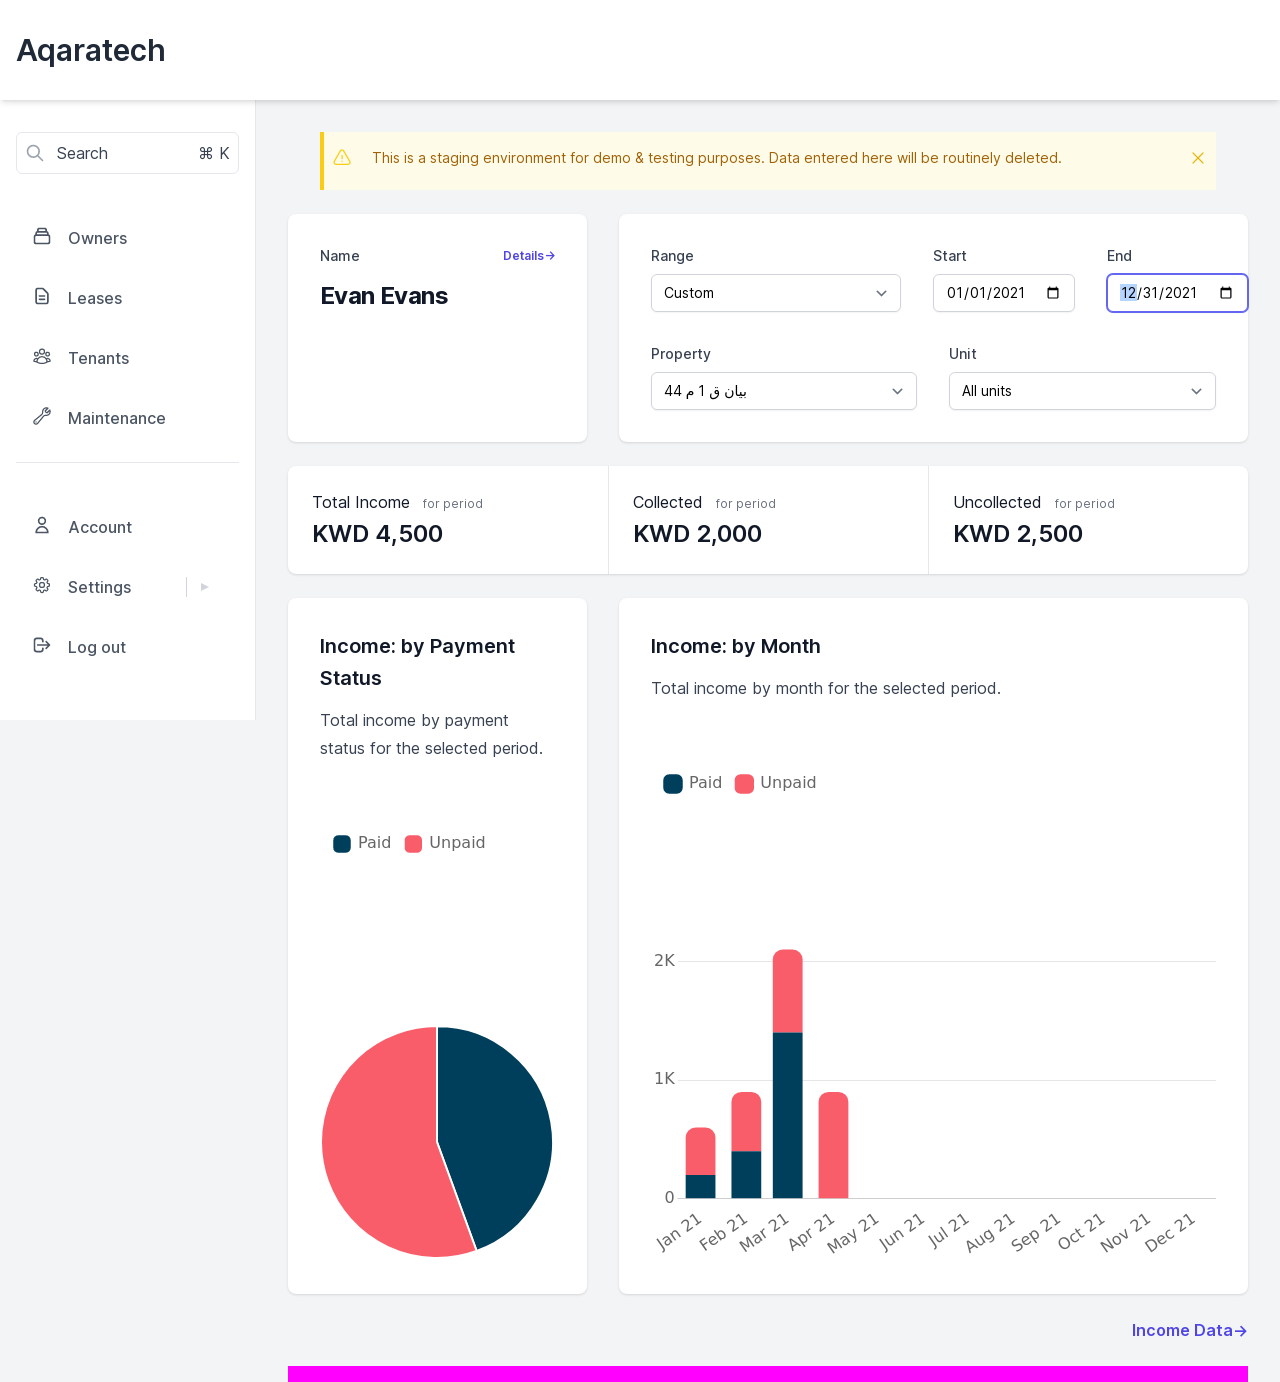 Aqaratech
Search ⌘ K
Owners
Leases
Tenants
Maintenance
Account
Settings
Log out
This is a staging environment for demo & testing purposes. Data entered here will be routinely deleted.
Name Details→
Evan Evans
Range Start End
Custom 01/01/2021 12/31/2021
Property Unit
بيان ق 1 م 44 All units
Total Income for period
KWD 4,500
Collected for period
KWD 2,000
Uncollected for period
KWD 2,500
Income: by Payment
Status
Total income by payment
status for the selected period.
Paid Unpaid
Income: by Month
Total income by month for the selected period.
Paid Unpaid
2K
1K
0
Jan 21 Feb 21 Mar 21 Apr 21 May 21 Jun 21 Jul 21 Aug 21 Sep 21 Oct 21 Nov 21 Dec 21
Income Data→